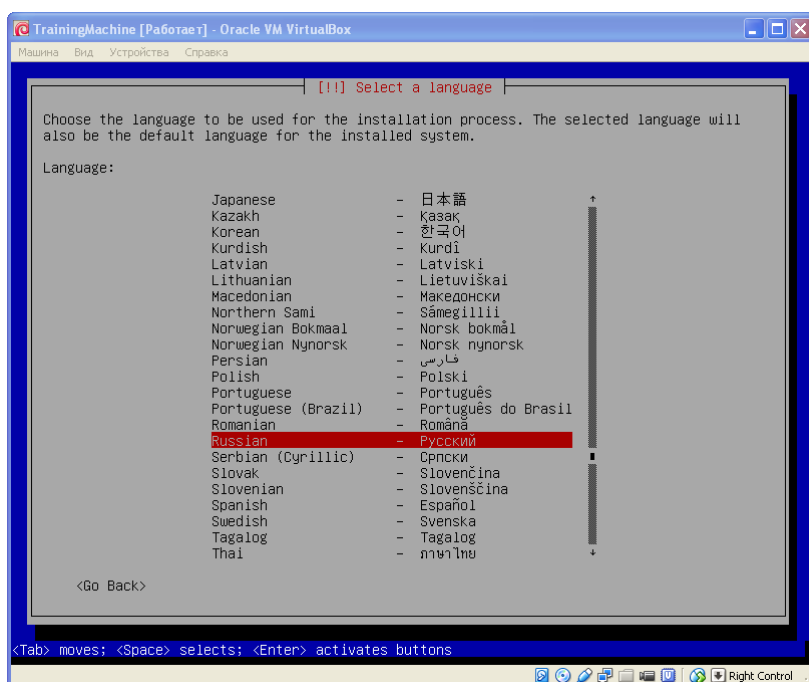 TrainingMachine [Работает] - Oracle VM VirtualBox
Машина Вид Устройства Справка
[!!] Select a language
Choose the language to be used for the installation process. The selected language will
also be the default language for the installed system.
Language:
Japanese - 日本語
Kazakh - Қазақ
Korean - 한국어
Kurdish - Kurdî
Latvian - Latviski
Lithuanian - Lietuviškai
Macedonian - Македонски
Northern Sami - Sámegillii
Norwegian Bokmaal - Norsk bokmål
Norwegian Nynorsk - Norsk nynorsk
Persian - فارسی
Polish - Polski
Portuguese - Português
Portuguese (Brazil) - Português do Brasil
Romanian - Română
Russian - Русский
Serbian (Cyrillic) - Српски
Slovak - Slovenčina
Slovenian - Slovenščina
Spanish - Español
Swedish - Svenska
Tagalog - Tagalog
Thai - ภาษาไทย
<Go Back>
<Tab> moves; <Space> selects; <Enter> activates buttons
Right Control